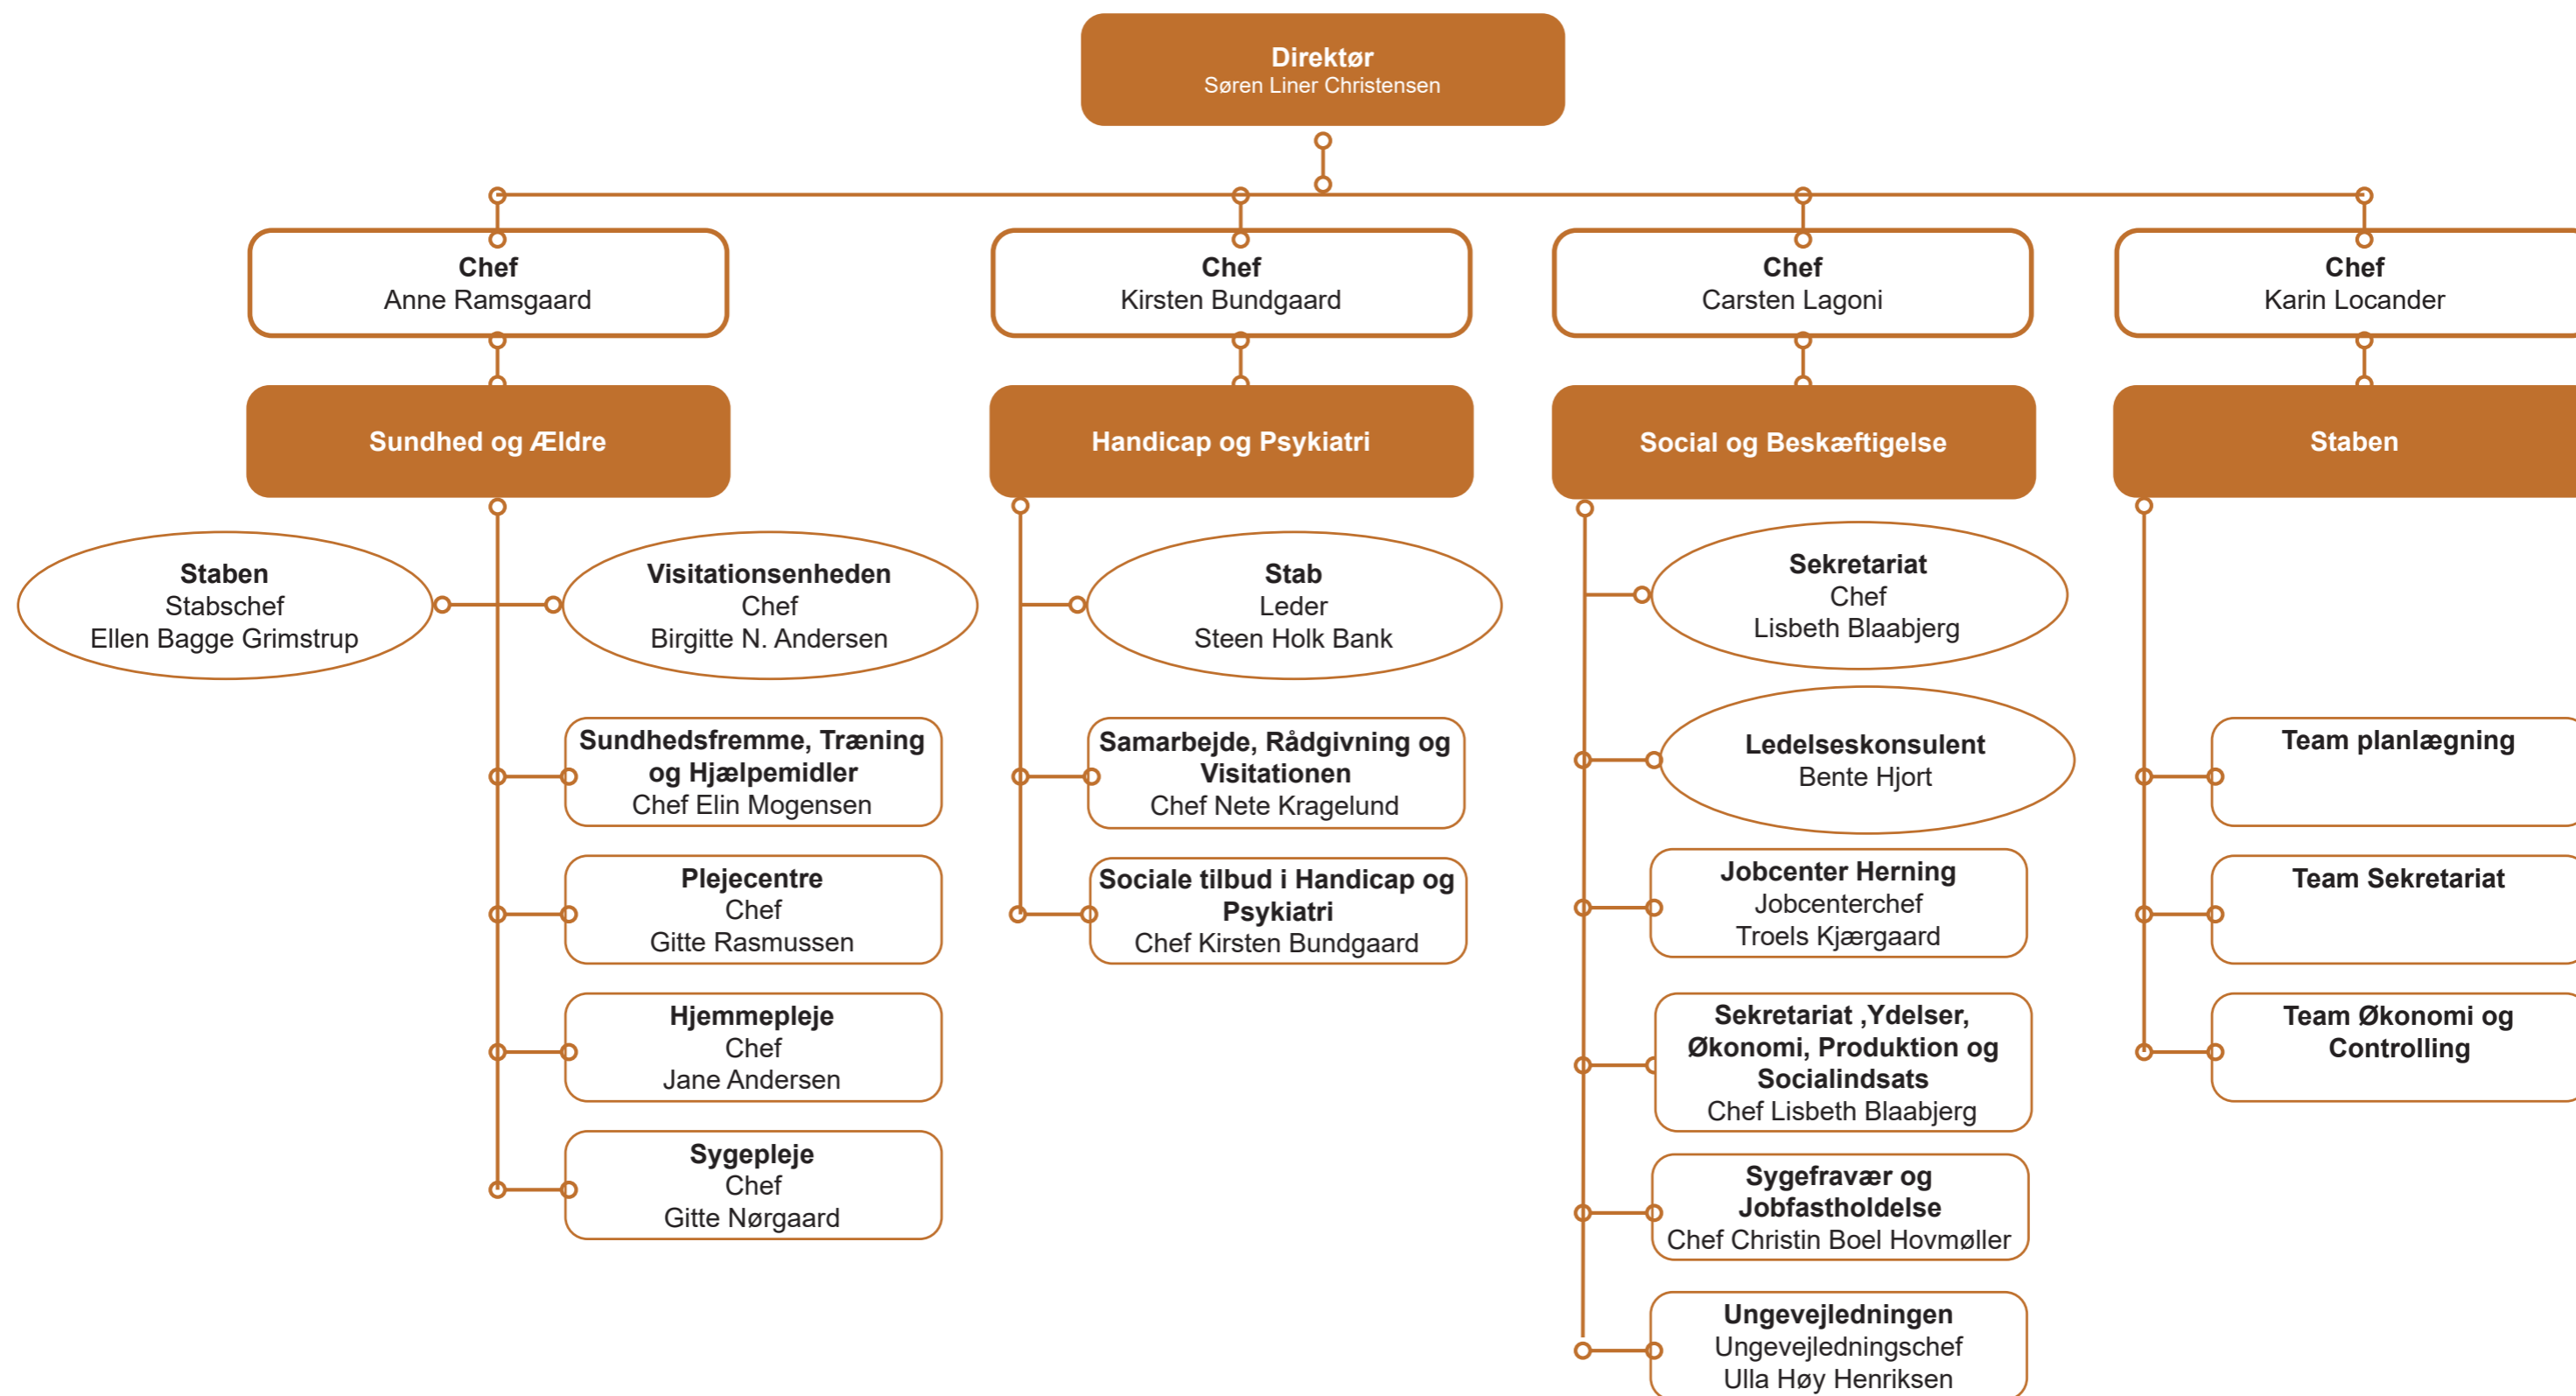 Direktør
Søren Liner Christensen
Chef
Anne Ramsgaard
Chef
Kirsten Bundgaard
Chef
Carsten Lagoni
Chef
Karin Locander
Sundhed og Ældre
Handicap og Psykiatri
Social og Beskæftigelse
Staben
Staben
Stabschef
Ellen Bagge Grimstrup
Visitationsenheden
Chef
Birgitte N. Andersen
Sundhedsfremme, Træning
og Hjælpemidler
Chef Elin Mogensen
Plejecentre
Chef
Gitte Rasmussen
Hjemmepleje
Chef
Jane Andersen
Sygepleje
Chef
Gitte Nørgaard
Stab
Leder
Steen Holk Bank
Samarbejde, Rådgivning og
Visitationen
Chef Nete Kragelund
Sociale tilbud i Handicap og
Psykiatri
Chef Kirsten Bundgaard
Sekretariat
Chef
Lisbeth Blaabjerg
Ledelseskonsulent
Bente Hjort
Jobcenter Herning
Jobcenterchef
Troels Kjærgaard
Sekretariat ,Ydelser,
Økonomi, Produktion og
Socialindsats
Chef Lisbeth Blaabjerg
Sygefravær og
Jobfastholdelse
Chef Christin Boel Hovmøller
Ungevejledningen
Ungevejledningschef
Ulla Høy Henriksen
Team planlægning
Team Sekretariat
Team Økonomi og
Controlling